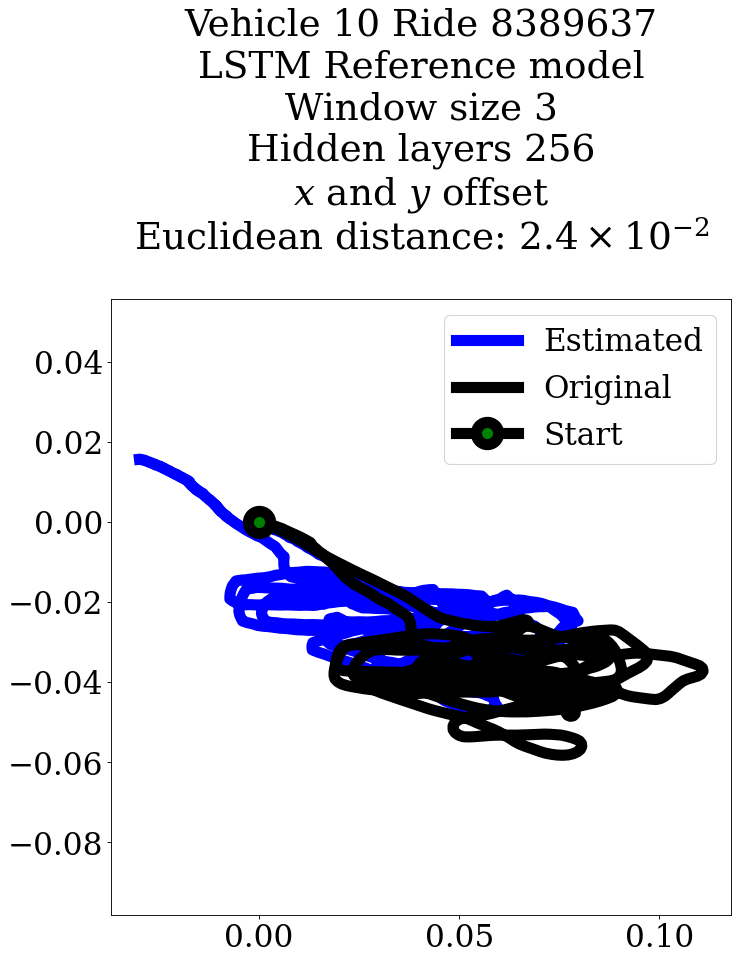 Vehicle 10 Ride 8389637
LSTM Reference model
Window size 3
Hidden layers 256
x and y offset
Euclidean distance: 2.4 × 10⁻²
Estimated
Original
Start
0.04
0.02
0.00
−0.02
−0.04
−0.06
−0.08
0.00 0.05 0.10